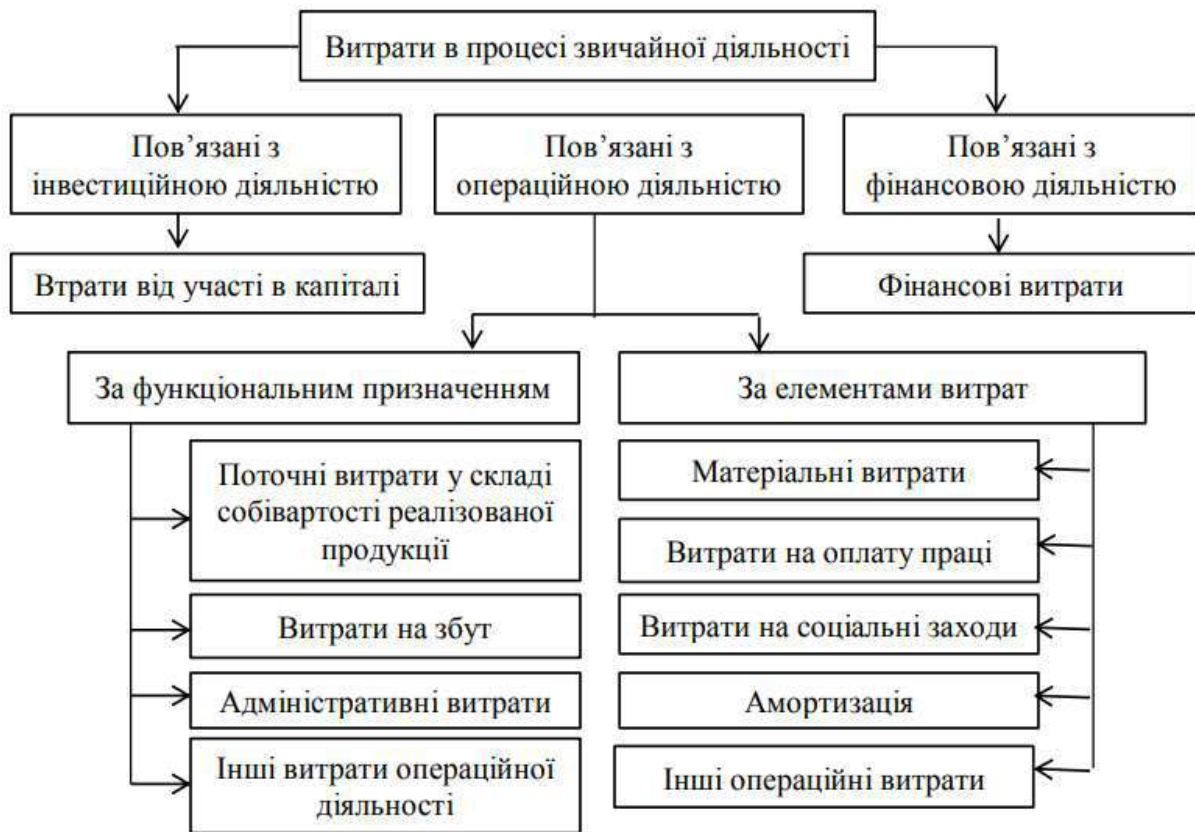 Витрати в процесі звичайної діяльності
Пов’язані з
інвестиційною діяльністю
Пов’язані з
операційною діяльністю
Пов’язані з
фінансовою діяльністю
Втрати від участі в капіталі
Фінансові витрати
За функціональним призначенням
За елементами витрат
Поточні витрати у складі
собівартості реалізованої
продукції
Витрати на збут
Адміністративні витрати
Інші витрати операційної
діяльності
Матеріальні витрати
Витрати на оплату праці
Витрати на соціальні заходи
Амортизація
Інші операційні витрати